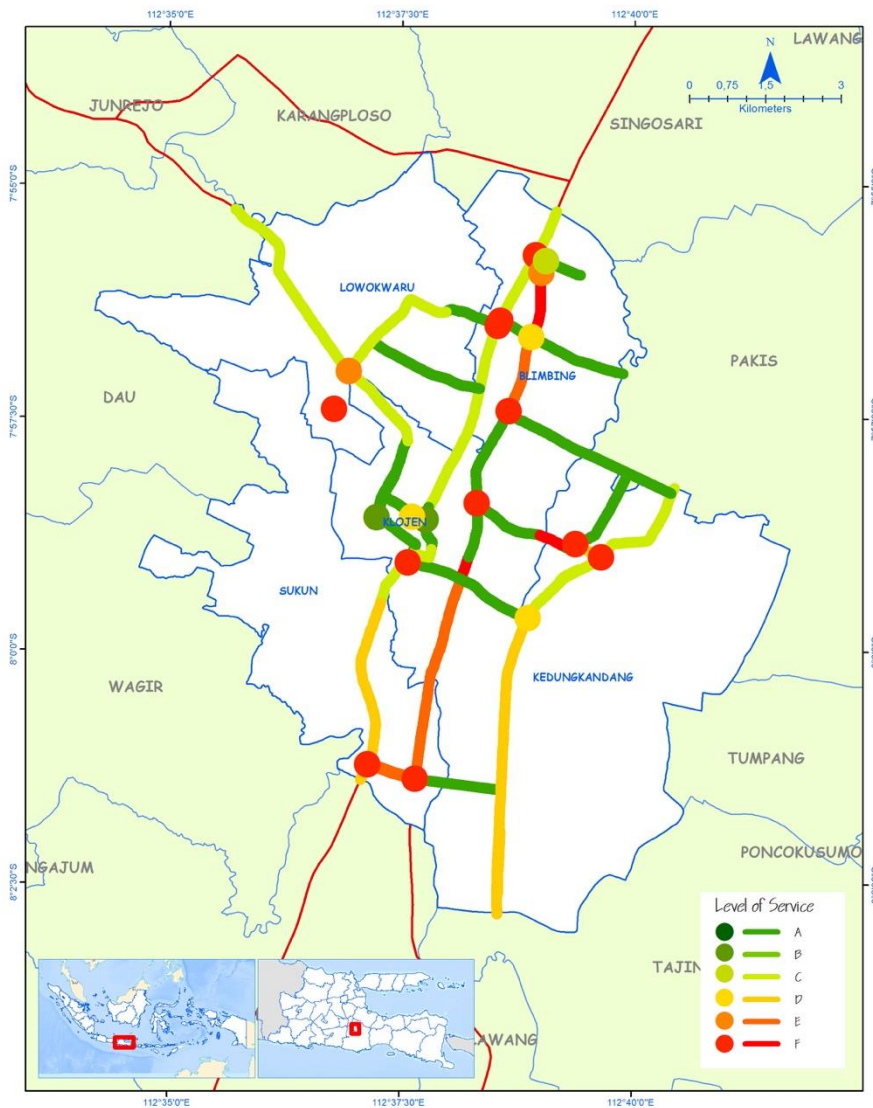 112°35'0"E
112°37'30"E
112°40'0"E
LAWANG
N
0 0,75 1,5 3
Kilometers
JUNREJO
KARANGPLOSO
SINGOSARI
7°55'0"S
LOWOKWARU
PAKIS
BLIMBING
DAU
7°57'30"S
KLOJEN
SUKUN
8°0'0"S
KEDUNGKANDANG
WAGIR
TUMPANG
PONCOKUSUMO
NGAJUM
8°2'30"S
Level of Service
A
B
C
D
E
F
TAJIN
AWANG
112°35'0"E
112°37'30"E
112°40'0"E